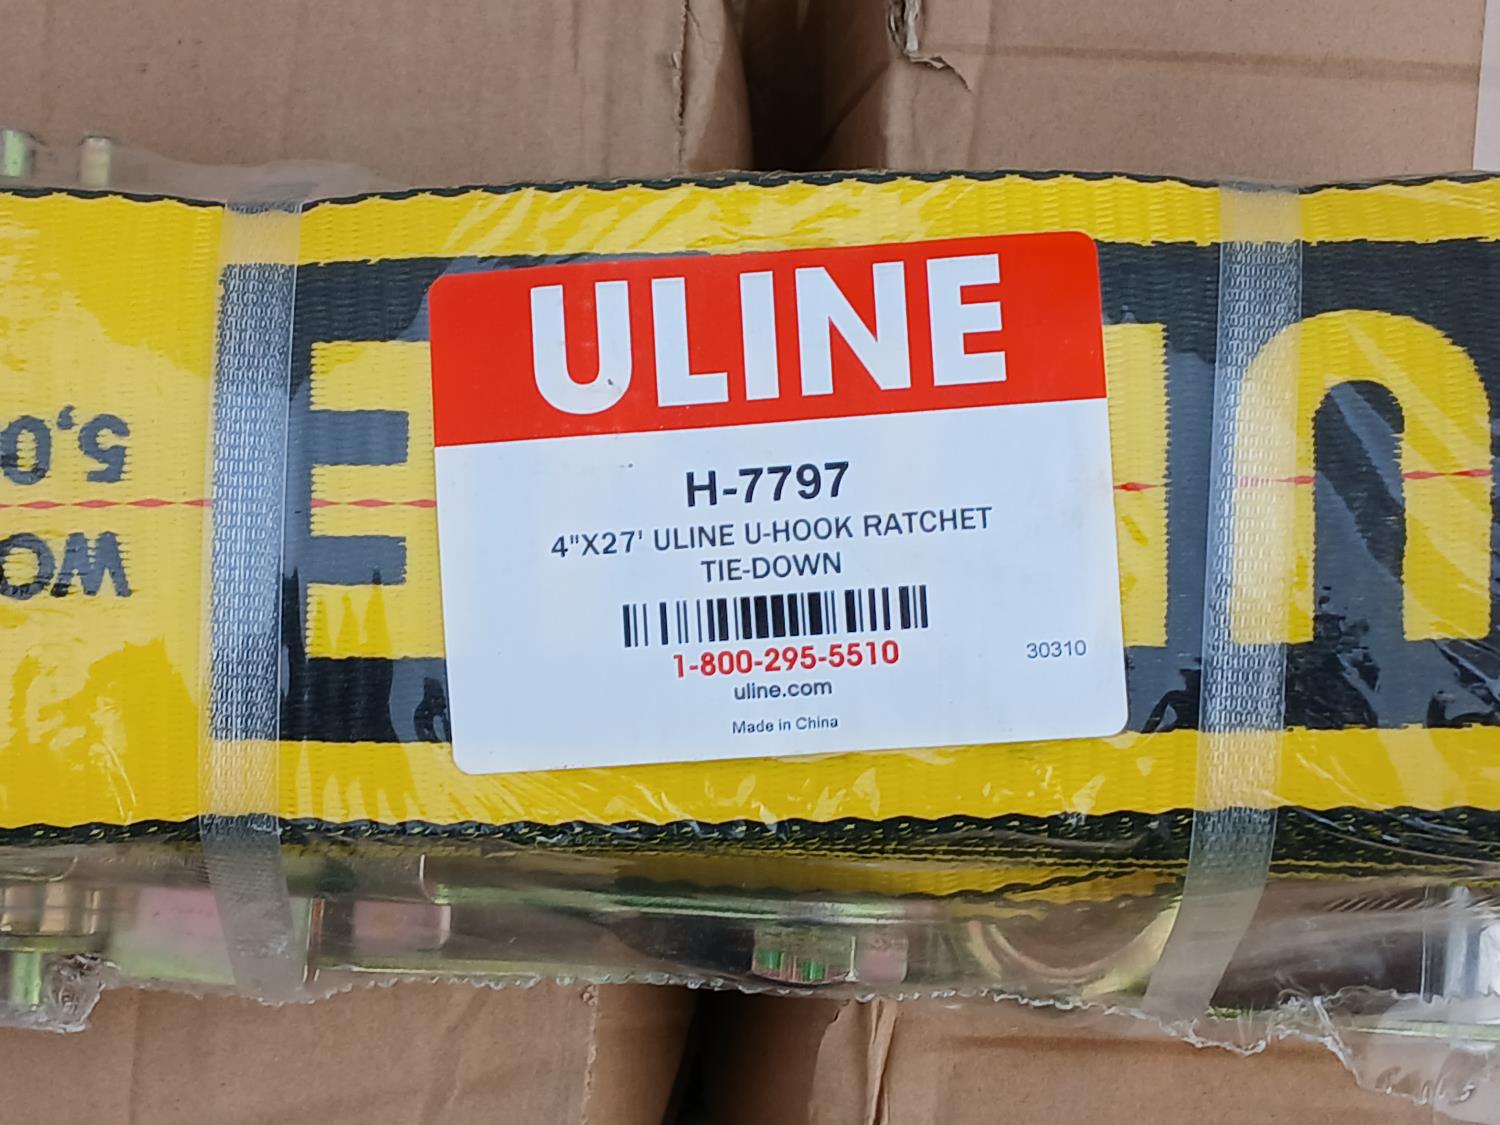 ULINE
H-7797
4"X27' ULINE U-HOOK RATCHET
TIE-DOWN
1-800-295-5510
30310
uline.com
Made in China